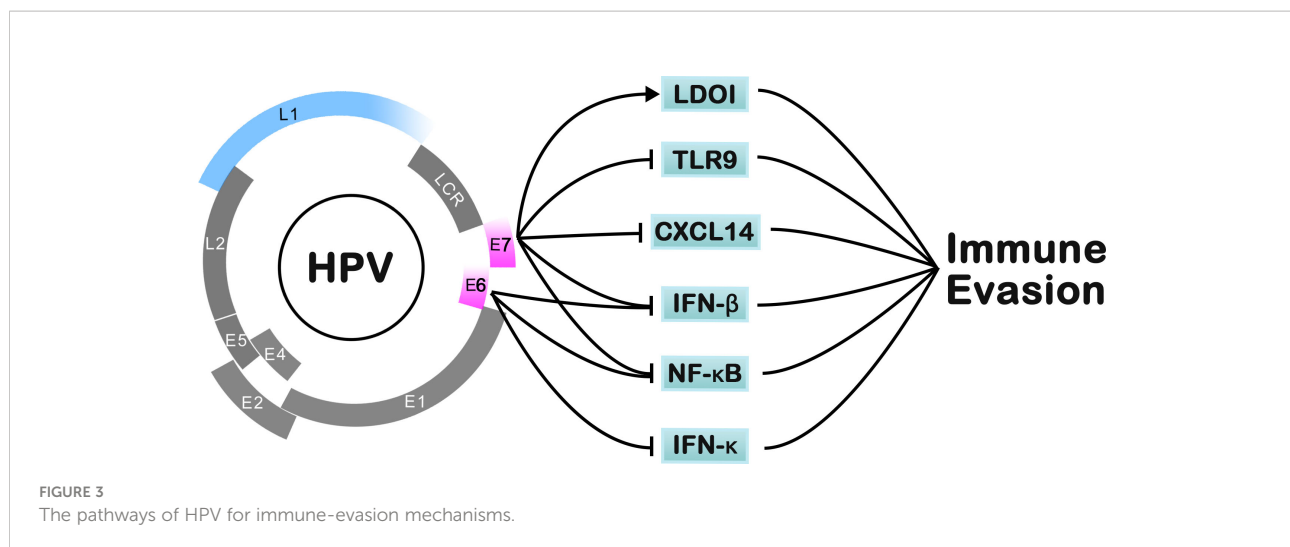 L1
LCR
L2
HPV
E7
E6
E5
E4
E2
E1
LDOI
TLR9
CXCL14
IFN-β
NF-κB
IFN-κ
Immune
Evasion
FIGURE 3
The pathways of HPV for immune-evasion mechanisms.